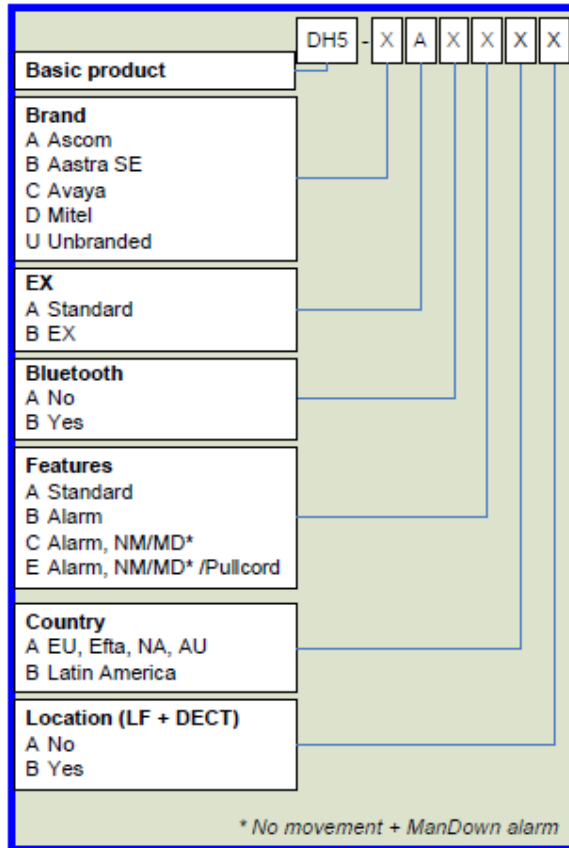 DH5 - X A X X X X
Basic product
Brand
A Ascom
B Aastra SE
C Avaya
D Mitel
U Unbranded
EX
A Standard
B EX
Bluetooth
A No
B Yes
Features
A Standard
B Alarm
C Alarm, NM/MD*
E Alarm, NM/MD* /Pullcord
Country
A EU, Efta, NA, AU
B Latin America
Location (LF + DECT)
A No
B Yes
* No movement + ManDown alarm